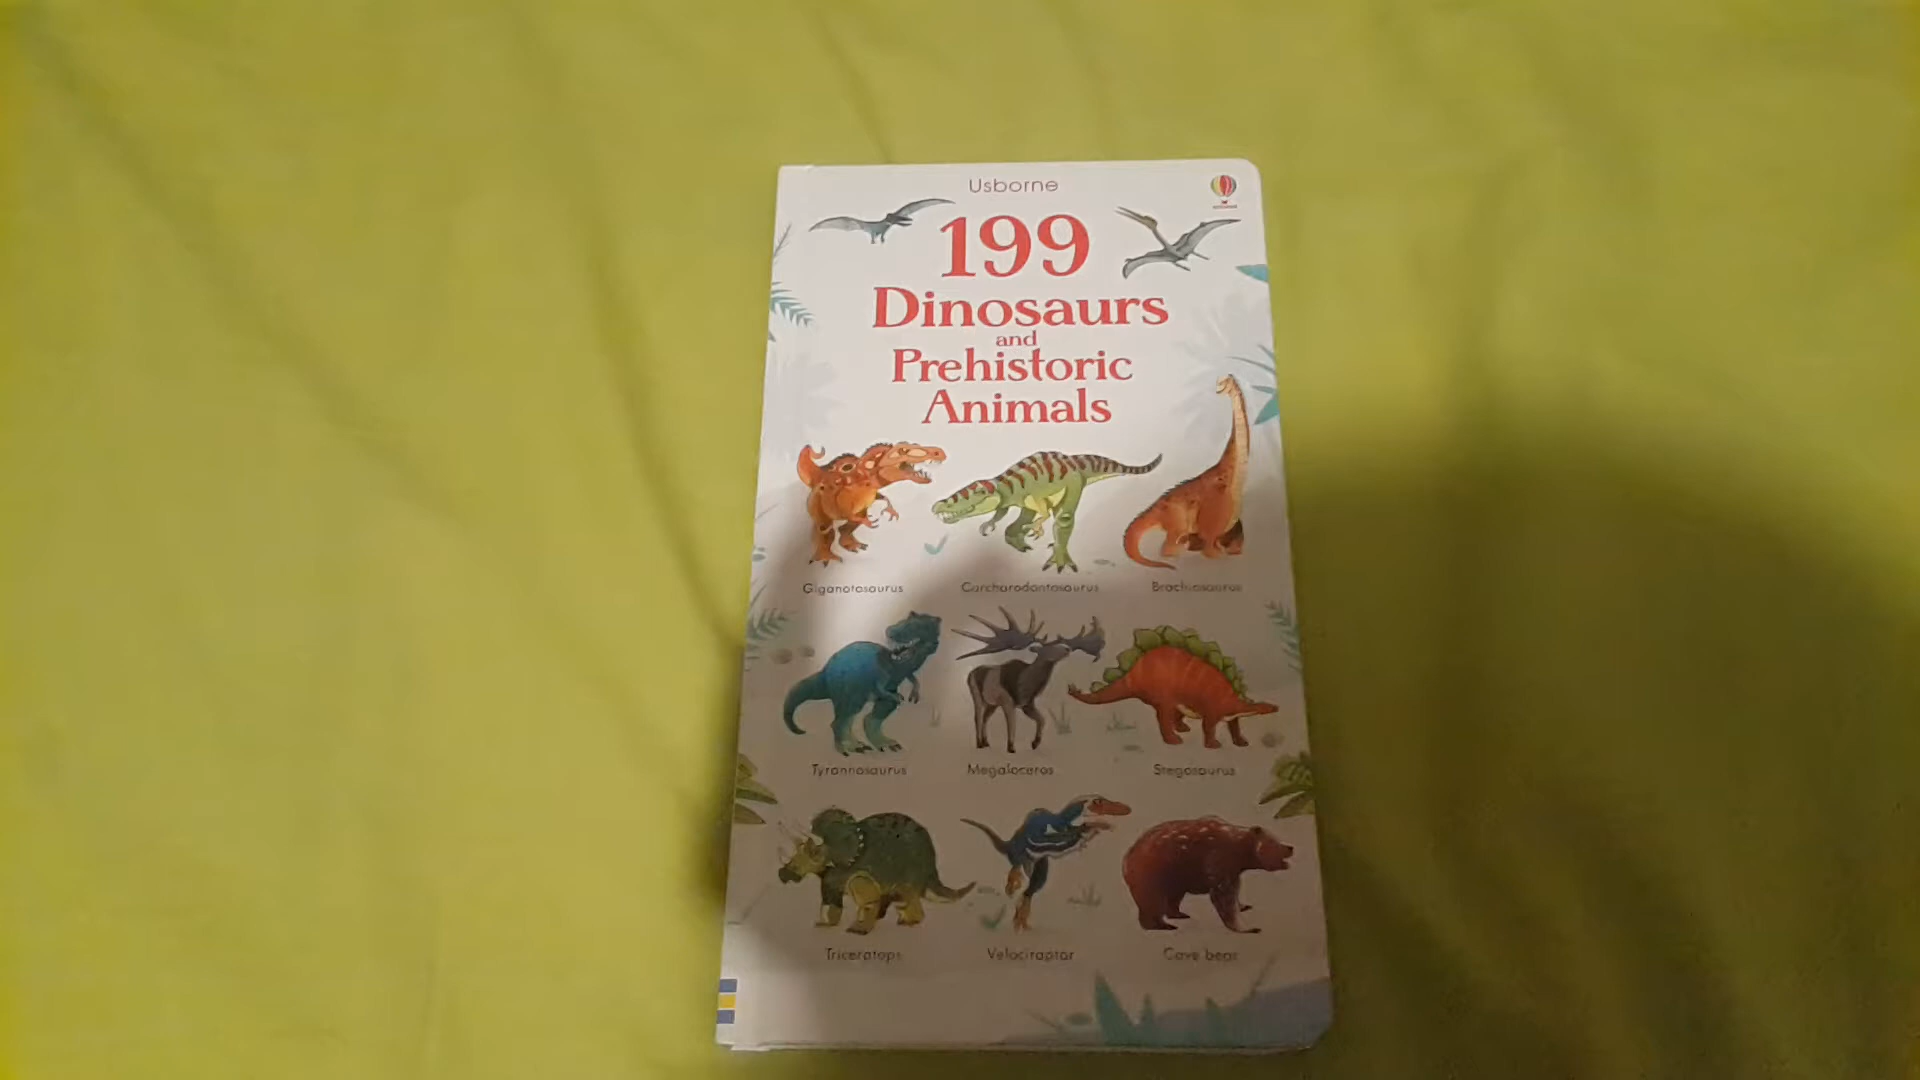 Usborne
199
Dinosaurs
and
Prehistoric
Animals
Giganotosaurus Carcharodontosaurus Brachiosaurus
Tyrannosaurus Megaloceros Stegosaurus
Triceratops Velociraptor Cave bear